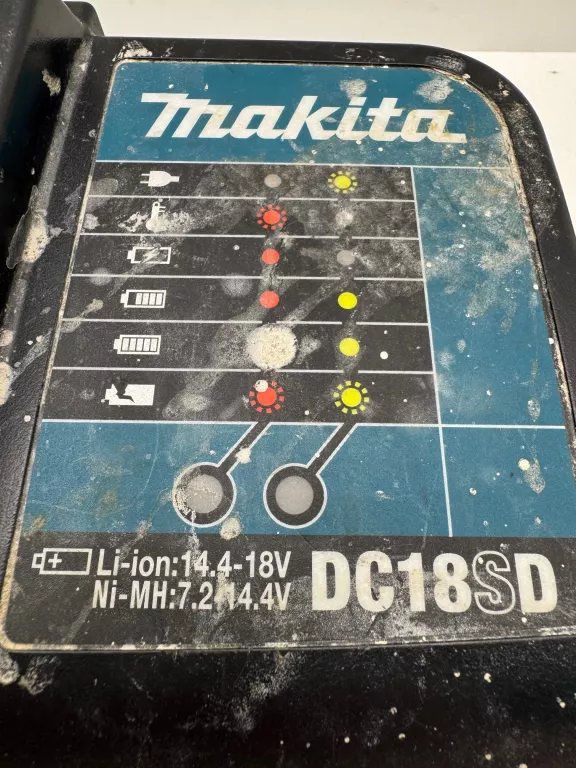 makita
Li-ion:14.4-18V
Ni-MH:7.2/14.4V
DC18SD